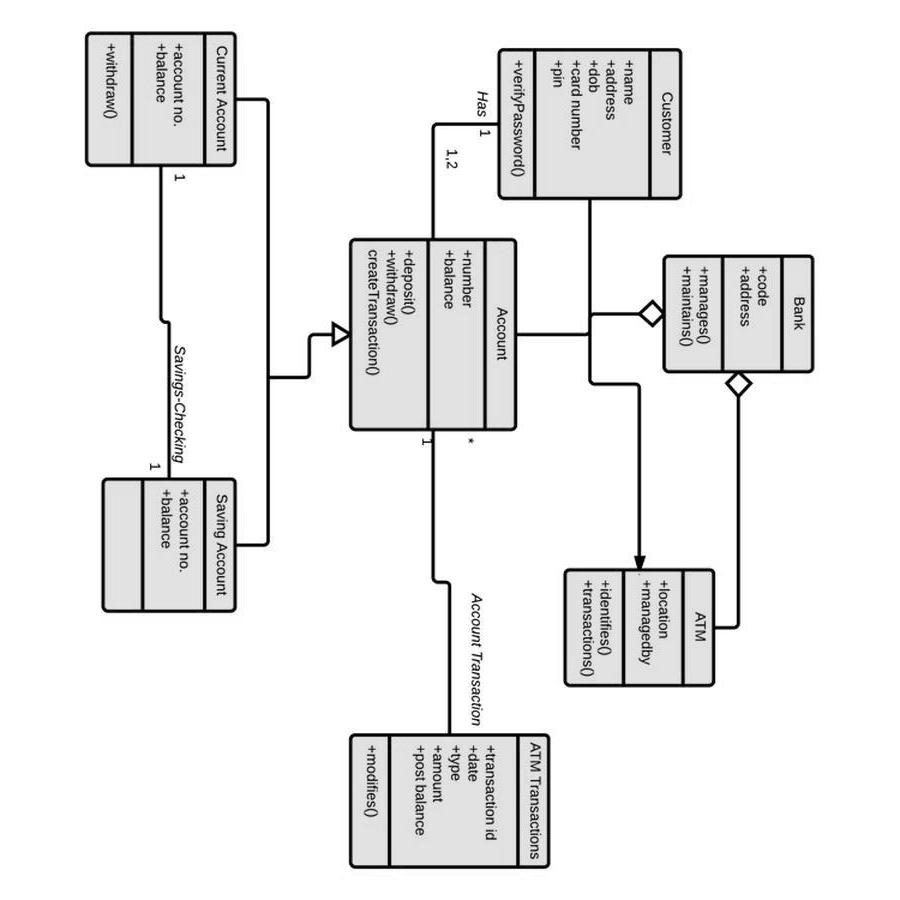 Bank
+code
+address
+manages()
+maintains()
Customer
+name
+address
+dob
+card number
+pin
+verifyPassword()
ATM
+location
+managedby
+identifies()
+transactions()
Has
1
1,2
Account
+number
+balance
+deposit()
+withdraw()
createTransaction()
*
1
Account Transaction
ATM Transactions
+transaction id
+date
+type
+amount
+post balance
+modifies()
Current Account
+account no.
+balance
+withdraw()
1
Savings-Checking
1
Saving Account
+account no.
+balance